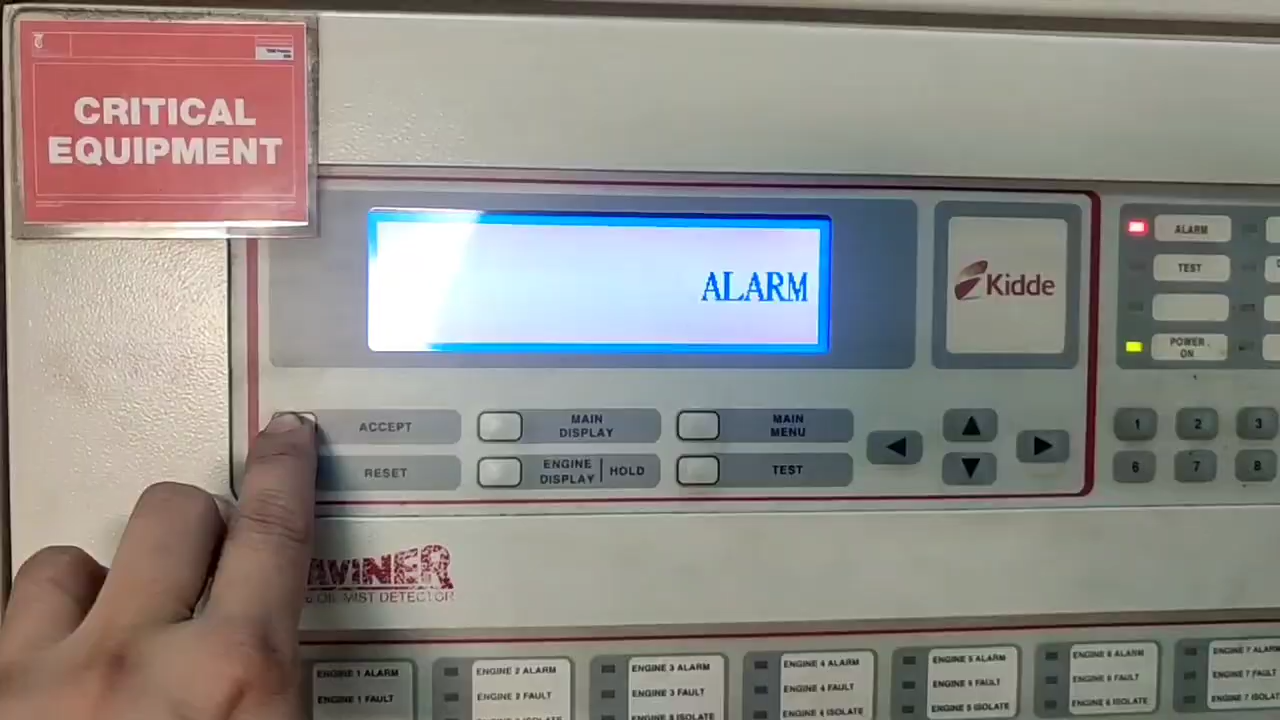 CRITICAL
EQUIPMENT
ALARM
Kidde
ALARM
TEST
POWER
ON
ACCEPT
MAIN
DISPLAY
MAIN
MENU
RESET
ENGINE
DISPLAY
HOLD
TEST
1
2
3
6
7
8
AVINER
OIL MIST DETECTOR
ENGINE 1 ALARM
ENGINE 1 FAULT
ENGINE 2 ALARM
ENGINE 2 FAULT
ENGINE 3 ALARM
ENGINE 3 FAULT
ENGINE 3 ISOLATE
ENGINE 4 ALARM
ENGINE 4 FAULT
ENGINE 4 ISOLATE
ENGINE 5 ALARM
ENGINE 5 FAULT
ENGINE 5 ISOLATE
ENGINE 6 ALARM
ENGINE 6 FAULT
ENGINE 6 ISOLATE
ENGINE 7 ALARM
ENGINE 7 FAULT
ENGINE 7 ISOLA